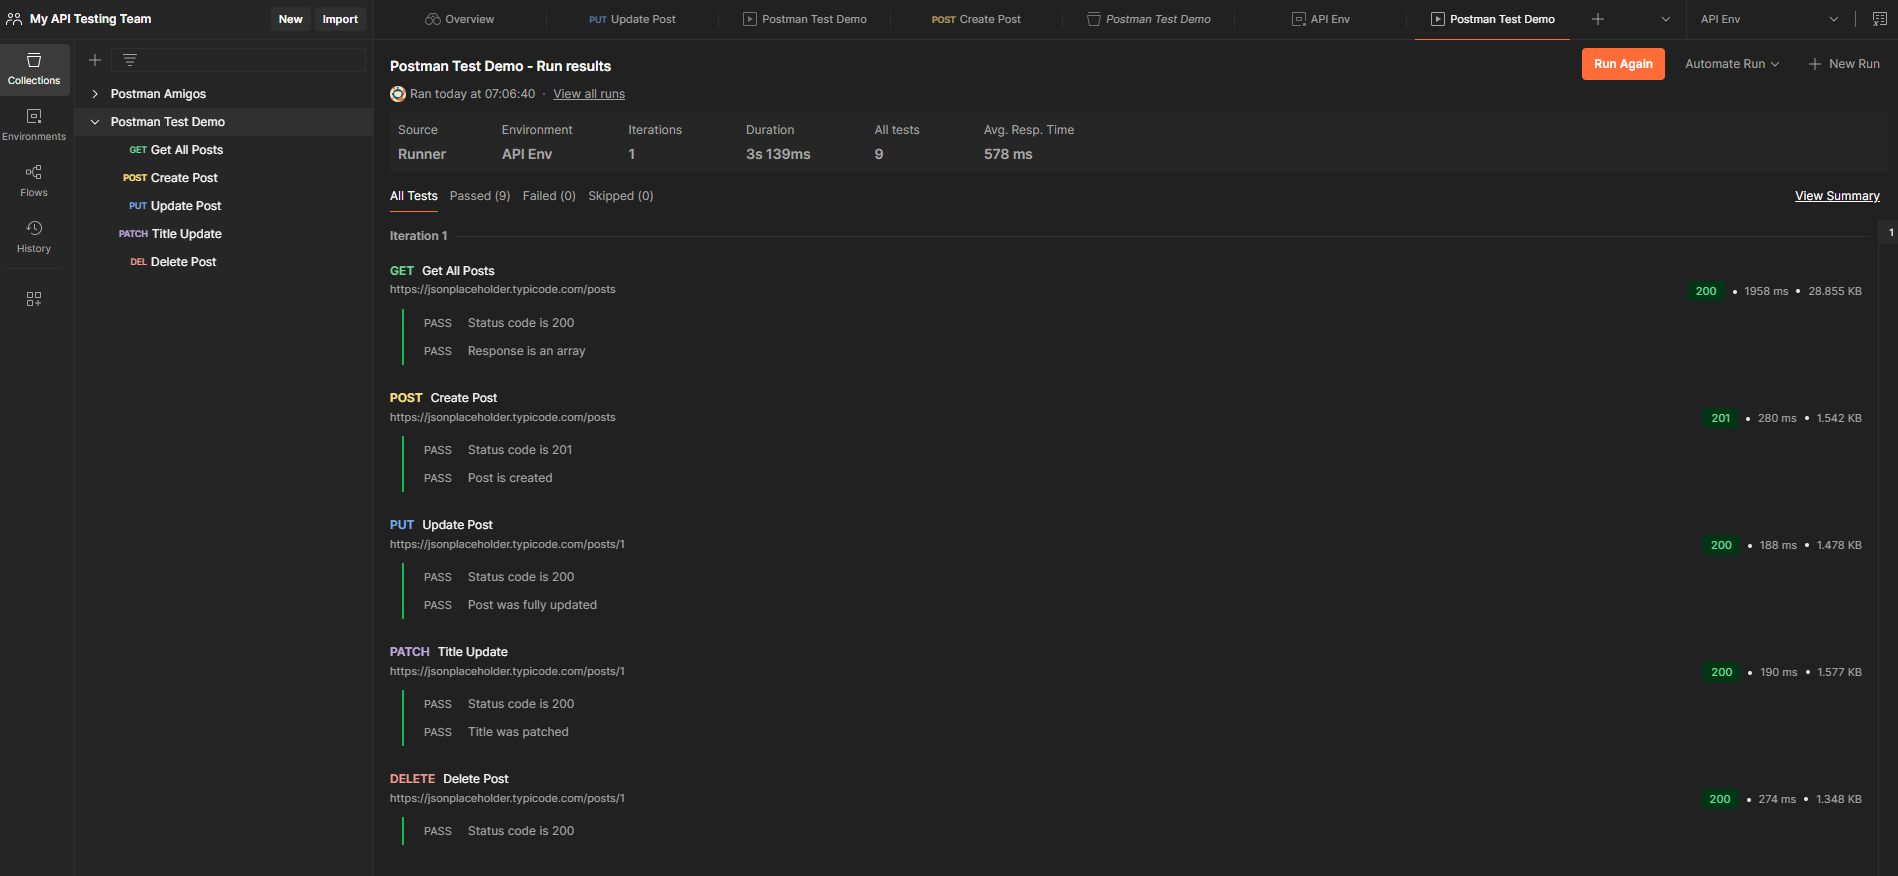 My API Testing Team
New
Import
Overview
PUT Update Post
Postman Test Demo
POST Create Post
Postman Test Demo
API Env
Postman Test Demo
API Env
Collections
Environments
Flows
History
Postman Amigos
Postman Test Demo
GET Get All Posts
POST Create Post
PUT Update Post
PATCH Title Update
DEL Delete Post
Postman Test Demo - Run results
Run Again
Automate Run
New Run
Ran today at 07:06:40 · View all runs
Source Environment Iterations Duration All tests Avg. Resp. Time
Runner API Env 1 3s 139ms 9 578 ms
All Tests Passed (9) Failed (0) Skipped (0)
View Summary
Iteration 1
1
GET Get All Posts
https://jsonplaceholder.typicode.com/posts
200 • 1958 ms • 28.855 KB
PASS Status code is 200
PASS Response is an array
POST Create Post
https://jsonplaceholder.typicode.com/posts
201 • 280 ms • 1.542 KB
PASS Status code is 201
PASS Post is created
PUT Update Post
https://jsonplaceholder.typicode.com/posts/1
200 • 188 ms • 1.478 KB
PASS Status code is 200
PASS Post was fully updated
PATCH Title Update
https://jsonplaceholder.typicode.com/posts/1
200 • 190 ms • 1.577 KB
PASS Status code is 200
PASS Title was patched
DELETE Delete Post
https://jsonplaceholder.typicode.com/posts/1
200 • 274 ms • 1.348 KB
PASS Status code is 200